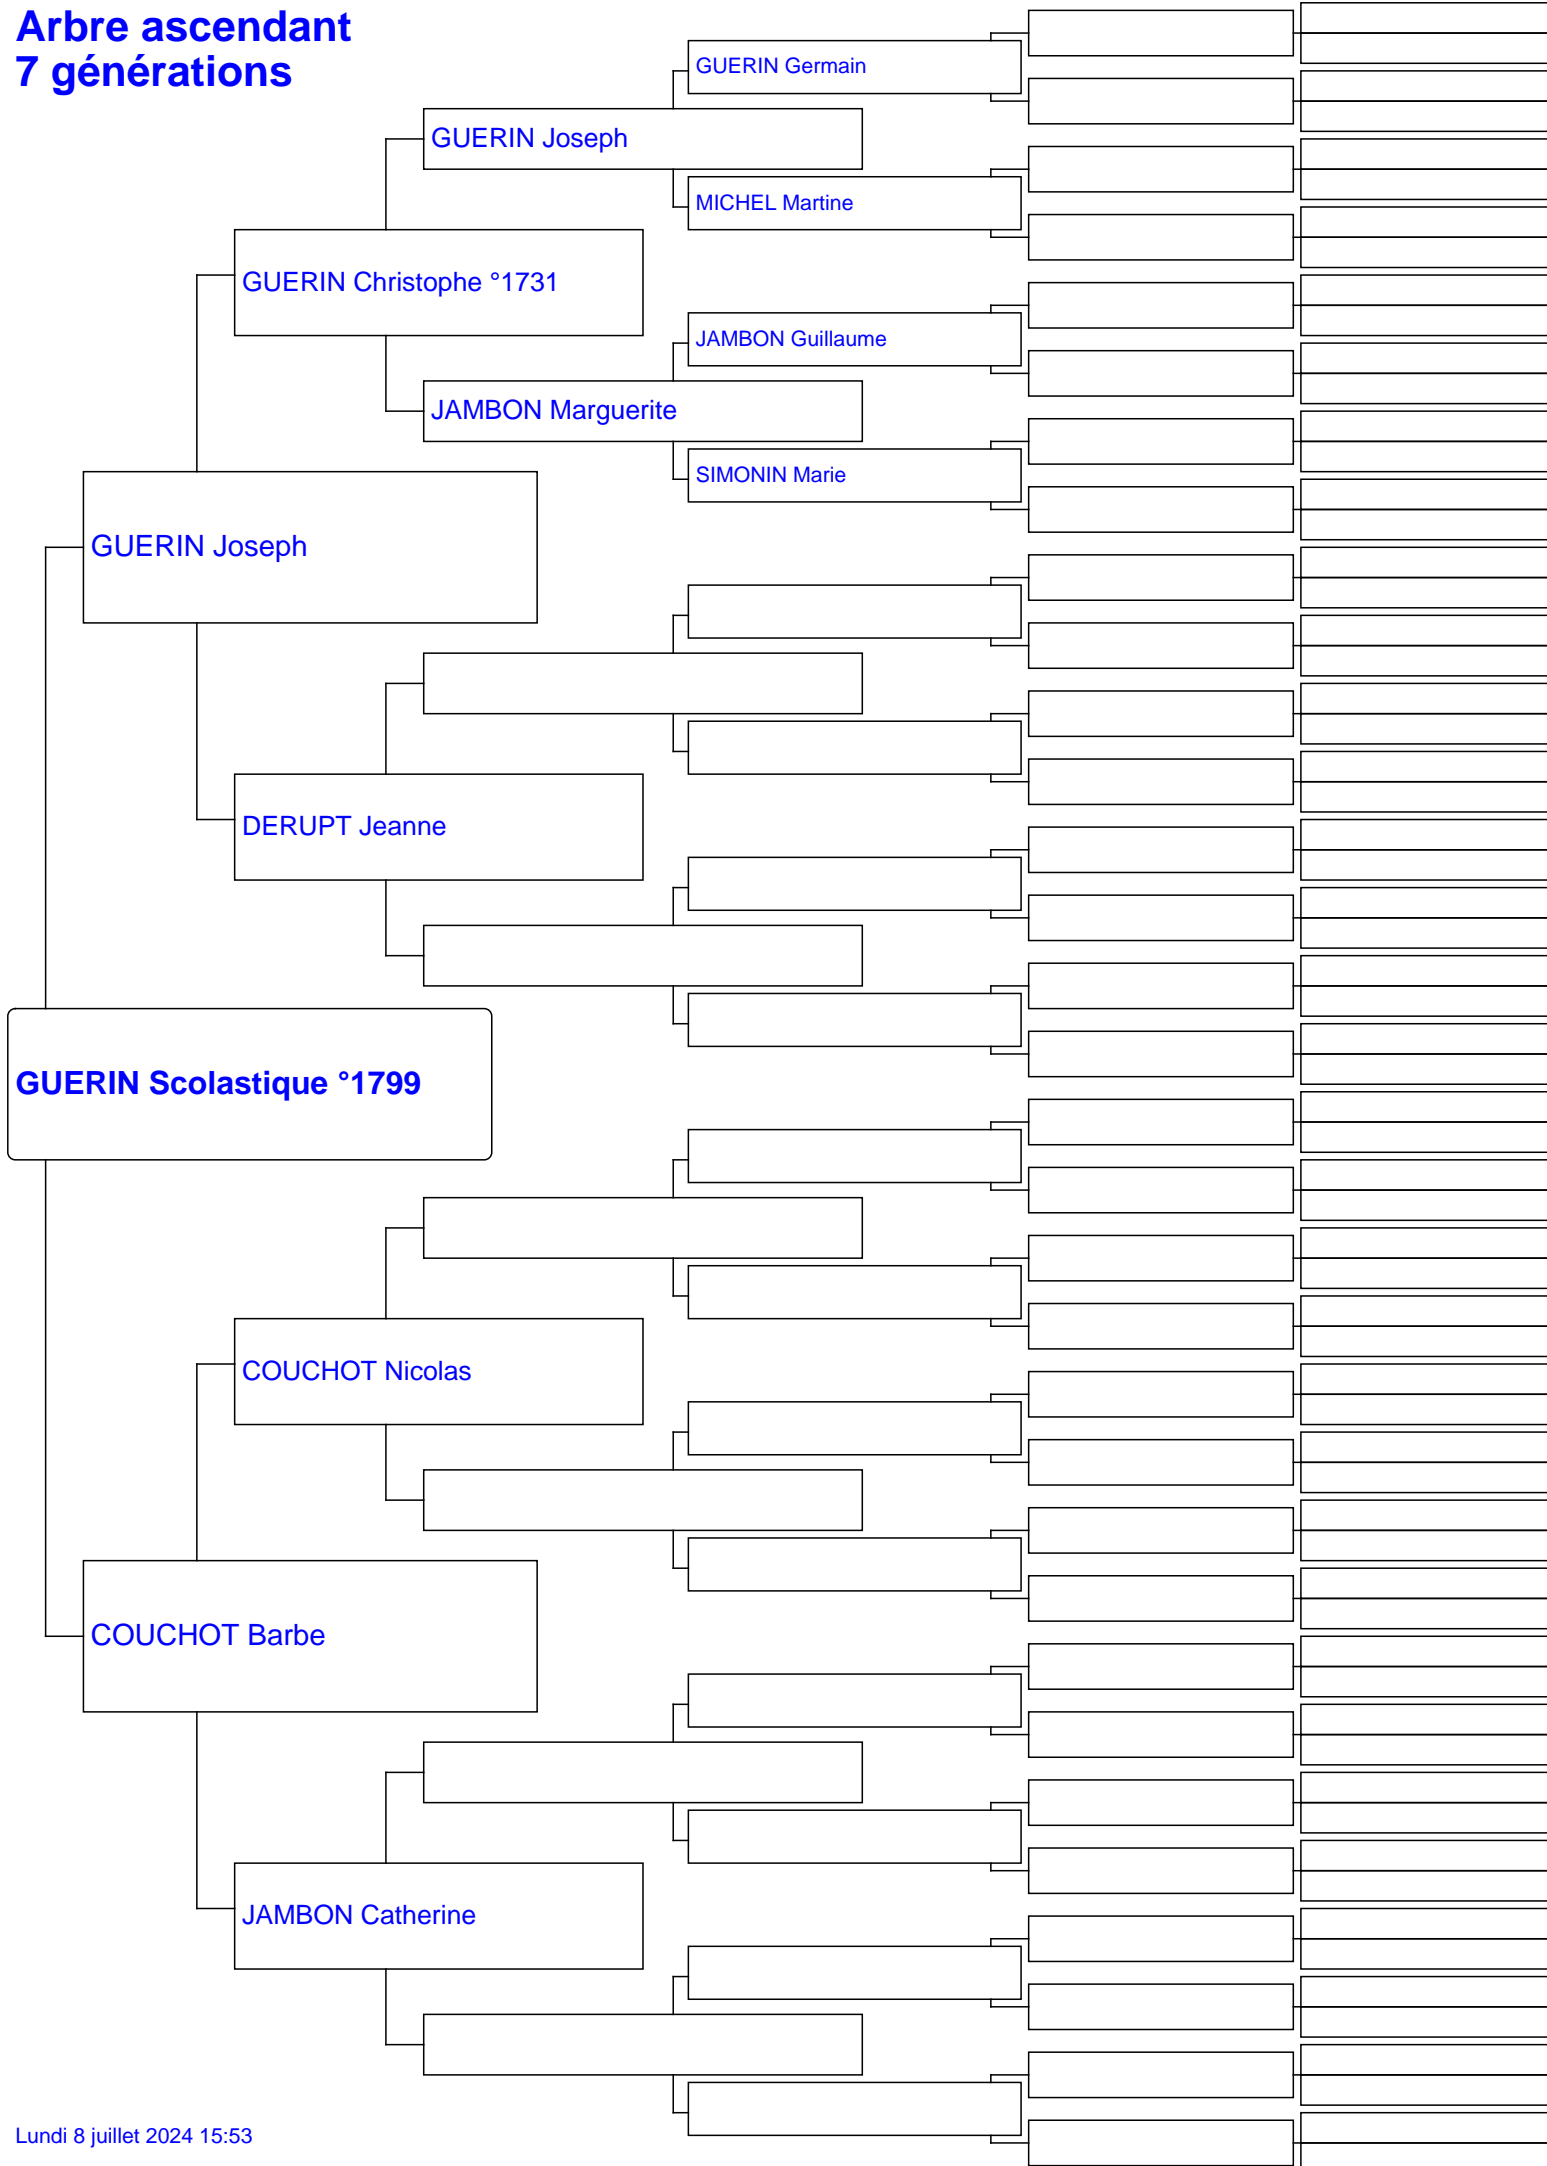 Arbre ascendant
7 générations
GUERIN Germain
GUERIN Joseph
MICHEL Martine
GUERIN Christophe °1731
JAMBON Guillaume
JAMBON Marguerite
SIMONIN Marie
GUERIN Joseph
DERUPT Jeanne
GUERIN Scolastique °1799
COUCHOT Nicolas
COUCHOT Barbe
JAMBON Catherine
Lundi 8 juillet 2024 15:53